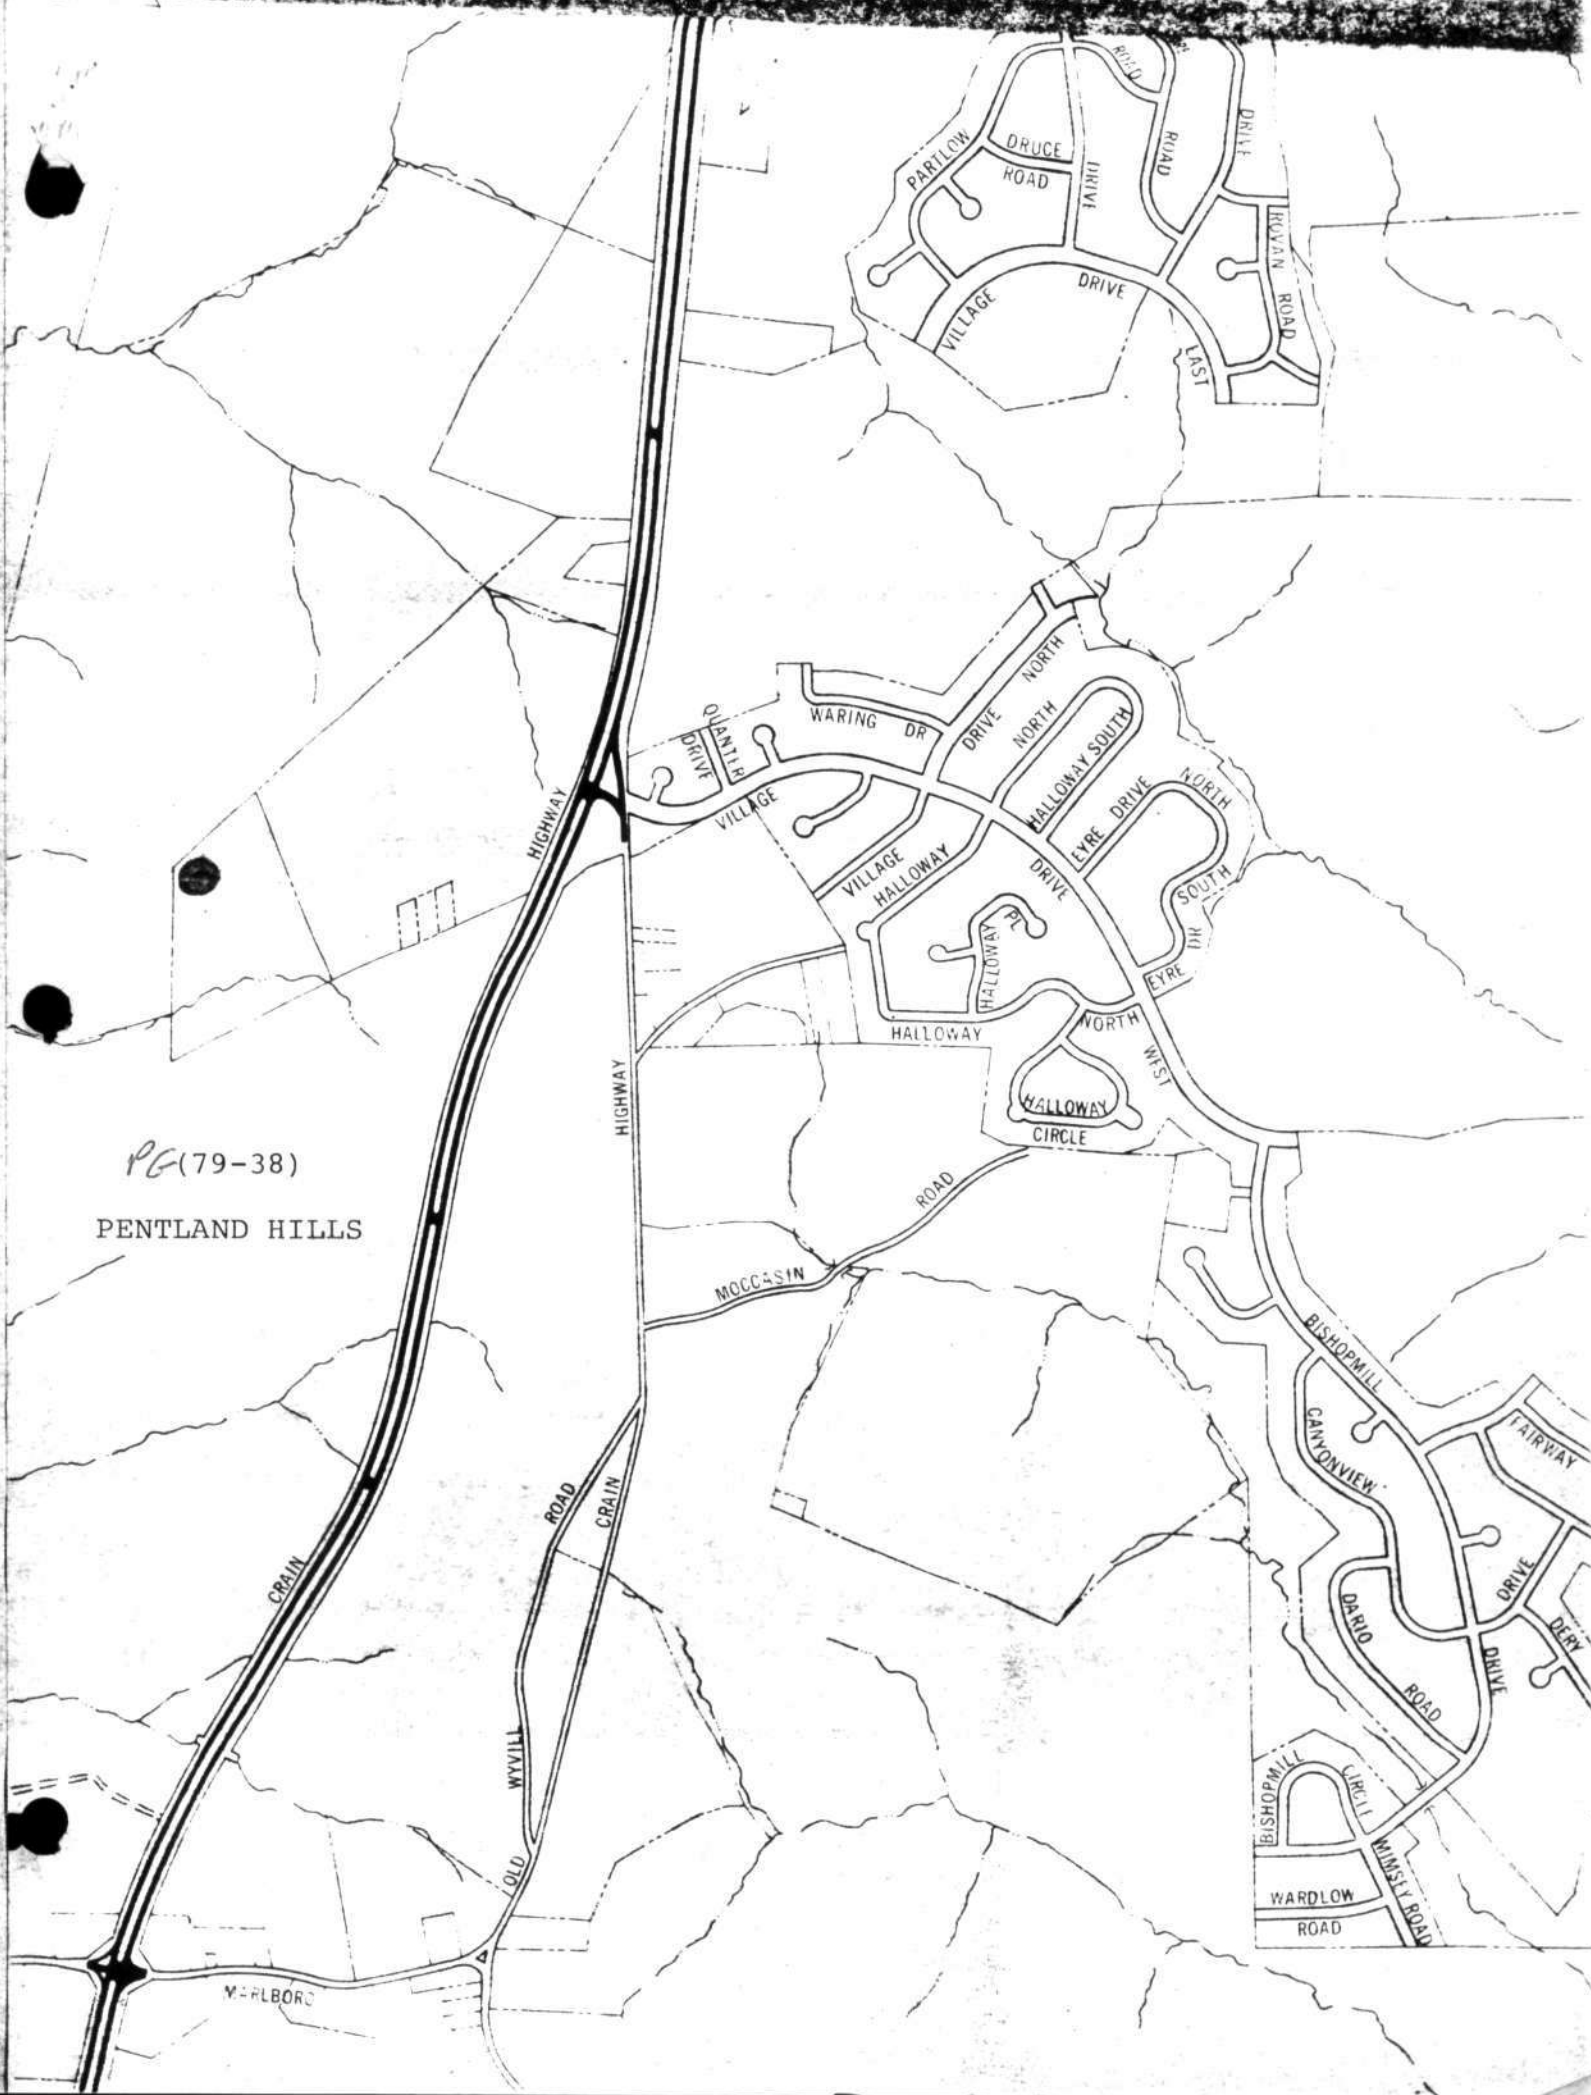 ROAD
PARTLOW
DRUCE
ROAD
DRIVE
ROAD
DRIVE
ROVAN
ROAD
VILLAGE
DRIVE
EAST
WARING DR
QUANTER
DRIVE
DRIVE NORTH
NORTH
HALLOWAY SOUTH
VILLAGE
EYRE DRIVE NORTH
HIGHWAY
VILLAGE
HALLOWAY
DRIVE
SOUTH
HALLOWAY
PL
EYRE DR
HALLOWAY
NORTH
WEST
HIGHWAY
HALLOWAY
CIRCLE
PG(79-38)
PENTLAND HILLS
MOCCASIN
ROAD
BISHOPMILL
CANYONVIEW
FAIRWAY
ROAD
CRAIN
CRAIN
DRIVE
DARIO
ROAD
DERY
DRIVE
WYVILL
BISHOPMILL
CIRCLE
OLD
MIMSEY ROAD
WARDLOW
ROAD
MARLBORO